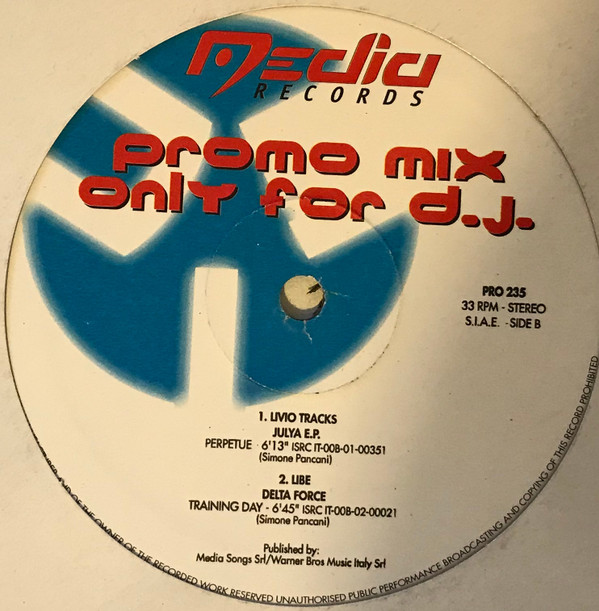 Media
RECORDS
promo mix
only for d.j.
PRO 235
33 RPM - STEREO
S.I.A.E. - SIDE B
1. LIVIO TRACKS
JULYA E.P.
PERPETUE - 6'13" ISRC IT-00B-01-00351
(Simone Pancani)
2. LIBE
DELTA FORCE
TRAINING DAY - 6'45" ISRC IT-00B-02-00021
(Simone Pancani)
Published by:
Media Songs Srl/Warner Bros Music Italy Srl
OF THE OWNER OF THE RECORDED WORK RESERVED UNAUTHORISED PUBLIC PERFORMANCE BROADCASTING AND COPYING OF THIS RECORD PROHIBITED